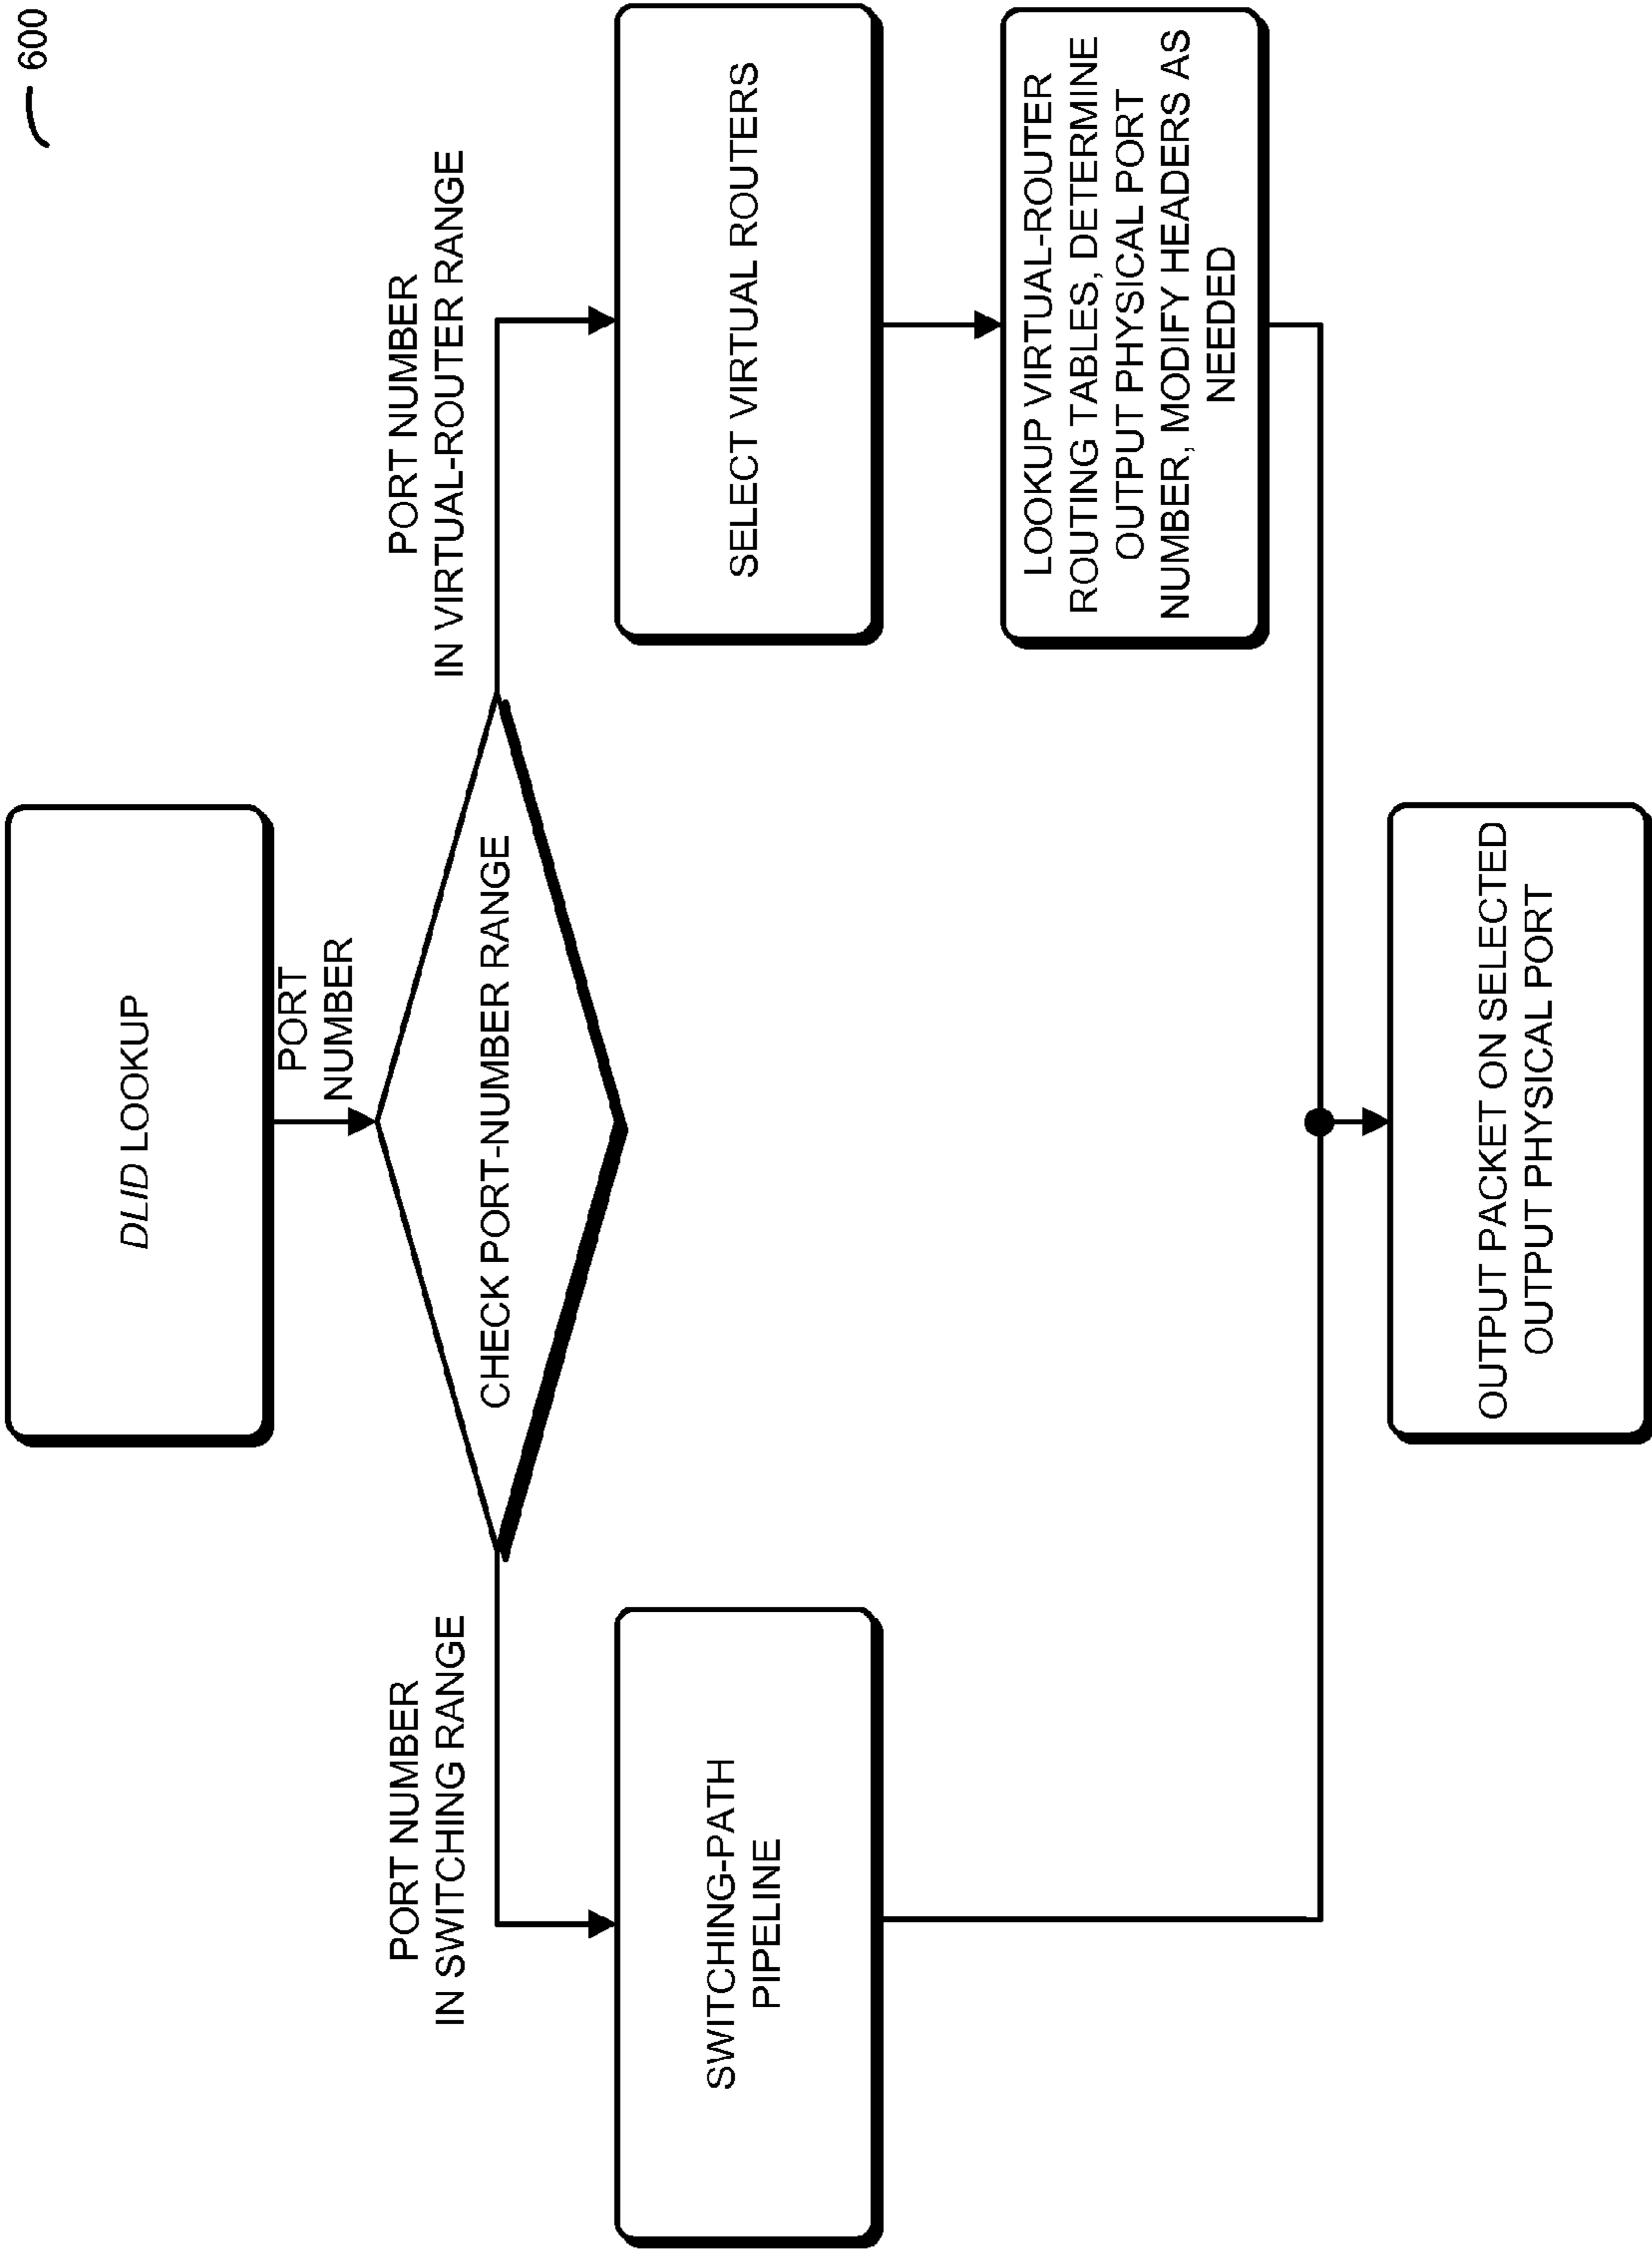 600
DLID LOOKUP
PORT
NUMBER
CHECK PORT-NUMBER RANGE
PORT NUMBER
IN SWITCHING RANGE
PORT NUMBER
IN VIRTUAL-ROUTER RANGE
SWITCHING-PATH
PIPELINE
SELECT VIRTUAL ROUTERS
LOOKUP VIRTUAL-ROUTER
ROUTING TABLES, DETERMINE
OUTPUT PHYSICAL PORT
NUMBER, MODIFY HEADERS AS
NEEDED
OUTPUT PACKET ON SELECTED
OUTPUT PHYSICAL PORT